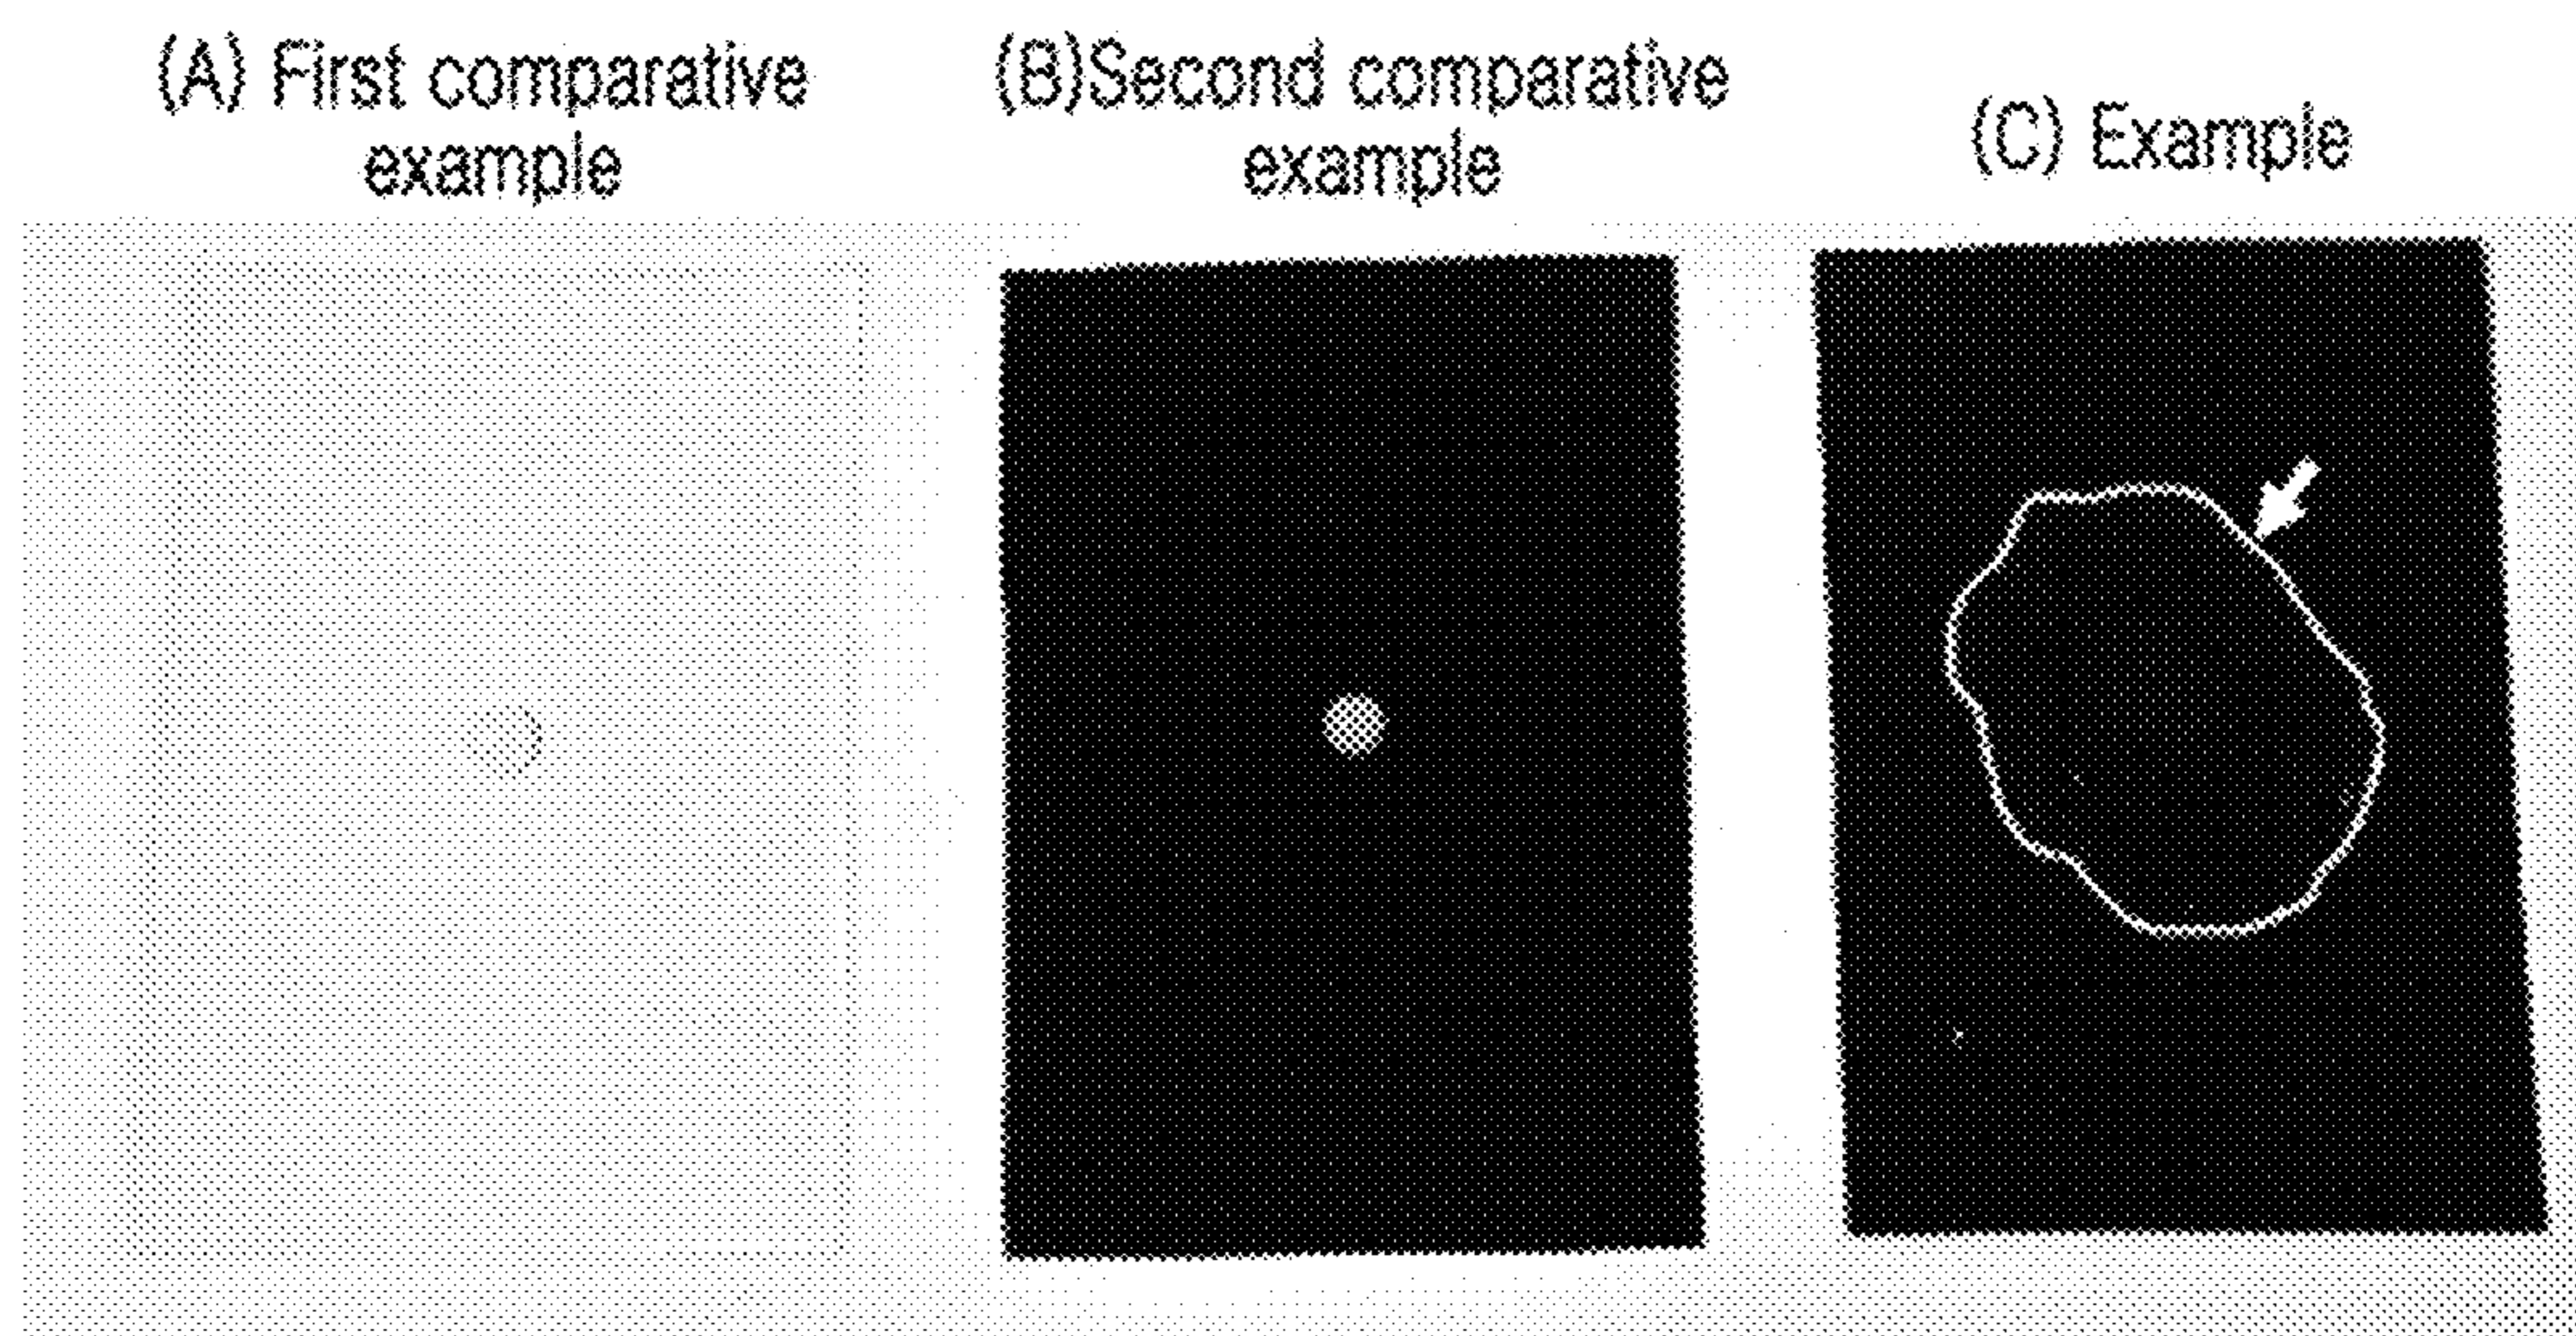 (A) First comparative
example
(B)Second comparative
example
(C) Example